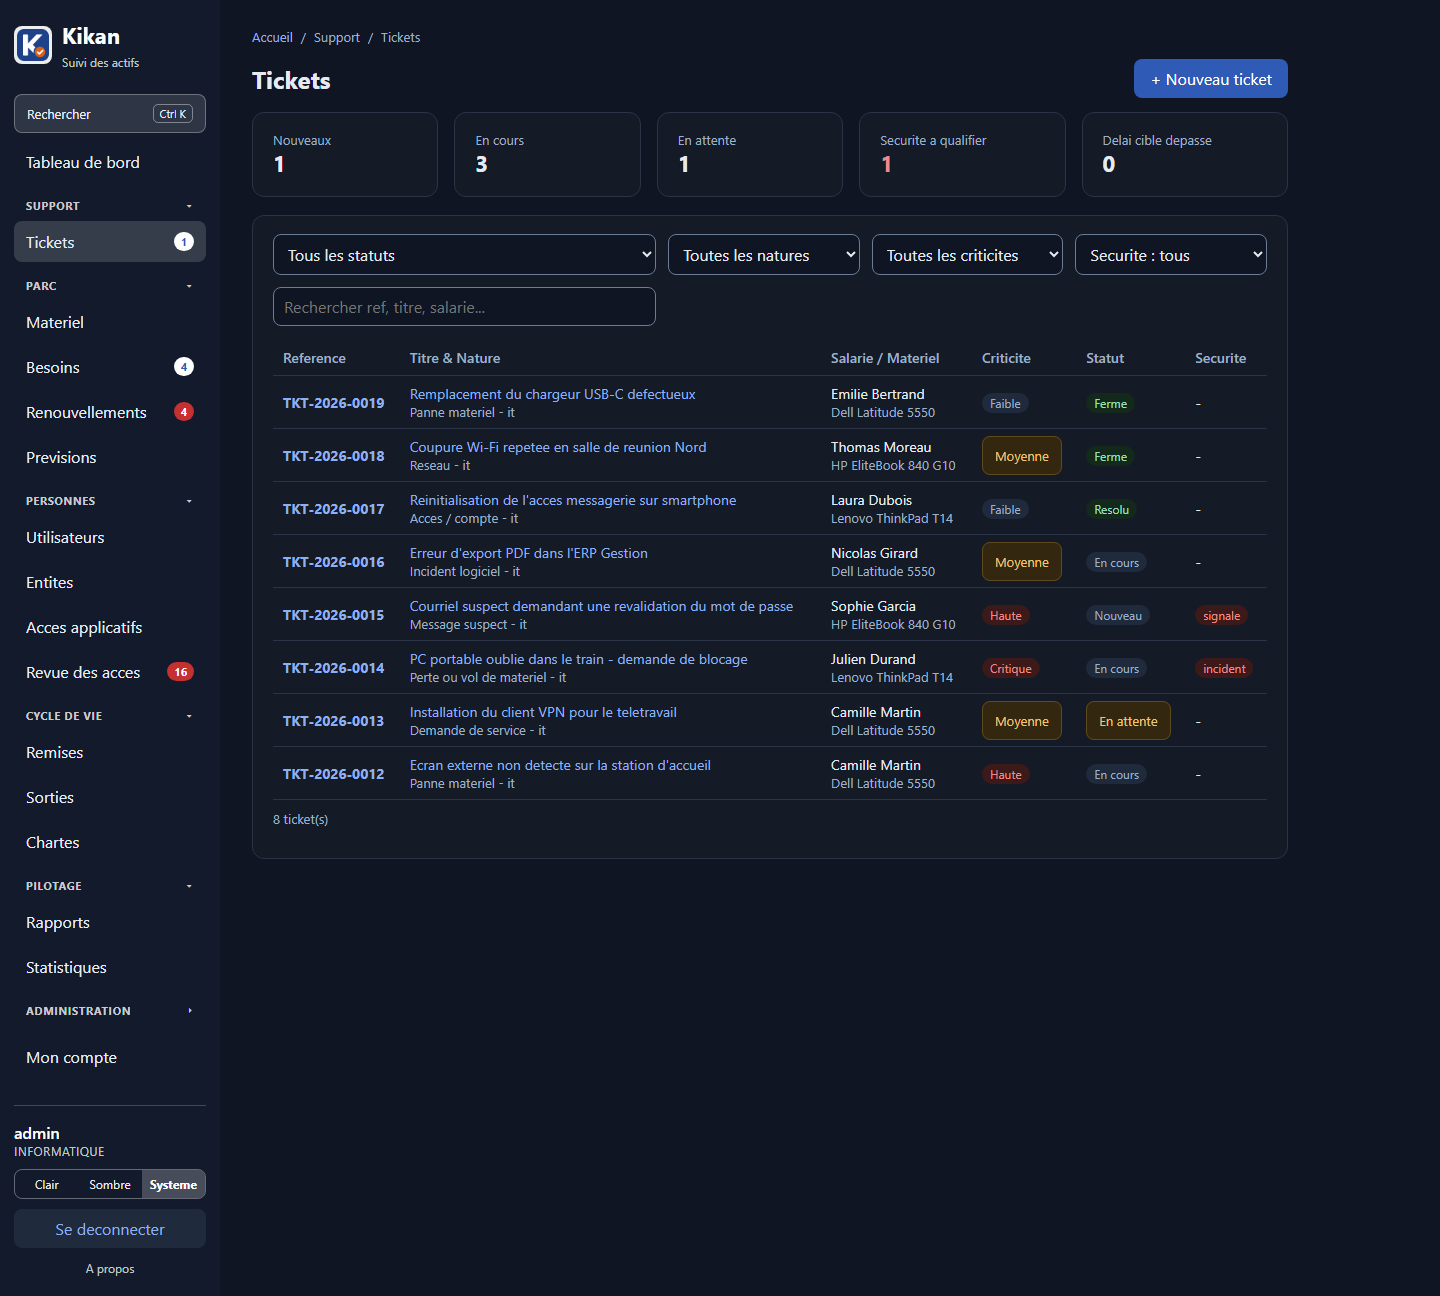 Kikan
Suivi des actifs
Rechercher Ctrl K
Tableau de bord
SUPPORT
Tickets 1
PARC
Materiel
Besoins 4
Renouvellements 4
Previsions
PERSONNES
Utilisateurs
Entites
Acces applicatifs
Revue des acces 16
CYCLE DE VIE
Remises
Sorties
Chartes
PILOTAGE
Rapports
Statistiques
ADMINISTRATION
Mon compte
admin
INFORMATIQUE
Clair Sombre Systeme
Se deconnecter
A propos
Accueil / Support / Tickets
Tickets
+ Nouveau ticket
Nouveaux
1
En cours
3
En attente
1
Securite a qualifier
1
Delai cible depasse
0
Tous les statuts
Toutes les natures
Toutes les criticites
Securite : tous
Rechercher ref, titre, salarie...
Reference Titre & Nature Salarie / Materiel Criticite Statut Securite
TKT-2026-0019 Remplacement du chargeur USB-C defectueux Emilie Bertrand Faible Ferme -
Panne materiel - it Dell Latitude 5550
TKT-2026-0018 Coupure Wi-Fi repetee en salle de reunion Nord Thomas Moreau Moyenne Ferme -
Reseau - it HP EliteBook 840 G10
TKT-2026-0017 Reinitialisation de l'acces messagerie sur smartphone Laura Dubois Faible Resolu -
Acces / compte - it Lenovo ThinkPad T14
TKT-2026-0016 Erreur d'export PDF dans l'ERP Gestion Nicolas Girard Moyenne En cours -
Incident logiciel - it Dell Latitude 5550
TKT-2026-0015 Courriel suspect demandant une revalidation du mot de passe Sophie Garcia Haute Nouveau signale
Message suspect - it HP EliteBook 840 G10
TKT-2026-0014 PC portable oublie dans le train - demande de blocage Julien Durand Critique En cours incident
Perte ou vol de materiel - it Lenovo ThinkPad T14
TKT-2026-0013 Installation du client VPN pour le teletravail Camille Martin Moyenne En attente -
Demande de service - it Dell Latitude 5550
TKT-2026-0012 Ecran externe non detecte sur la station d'accueil Camille Martin Haute En cours -
Panne materiel - it Dell Latitude 5550
8 ticket(s)